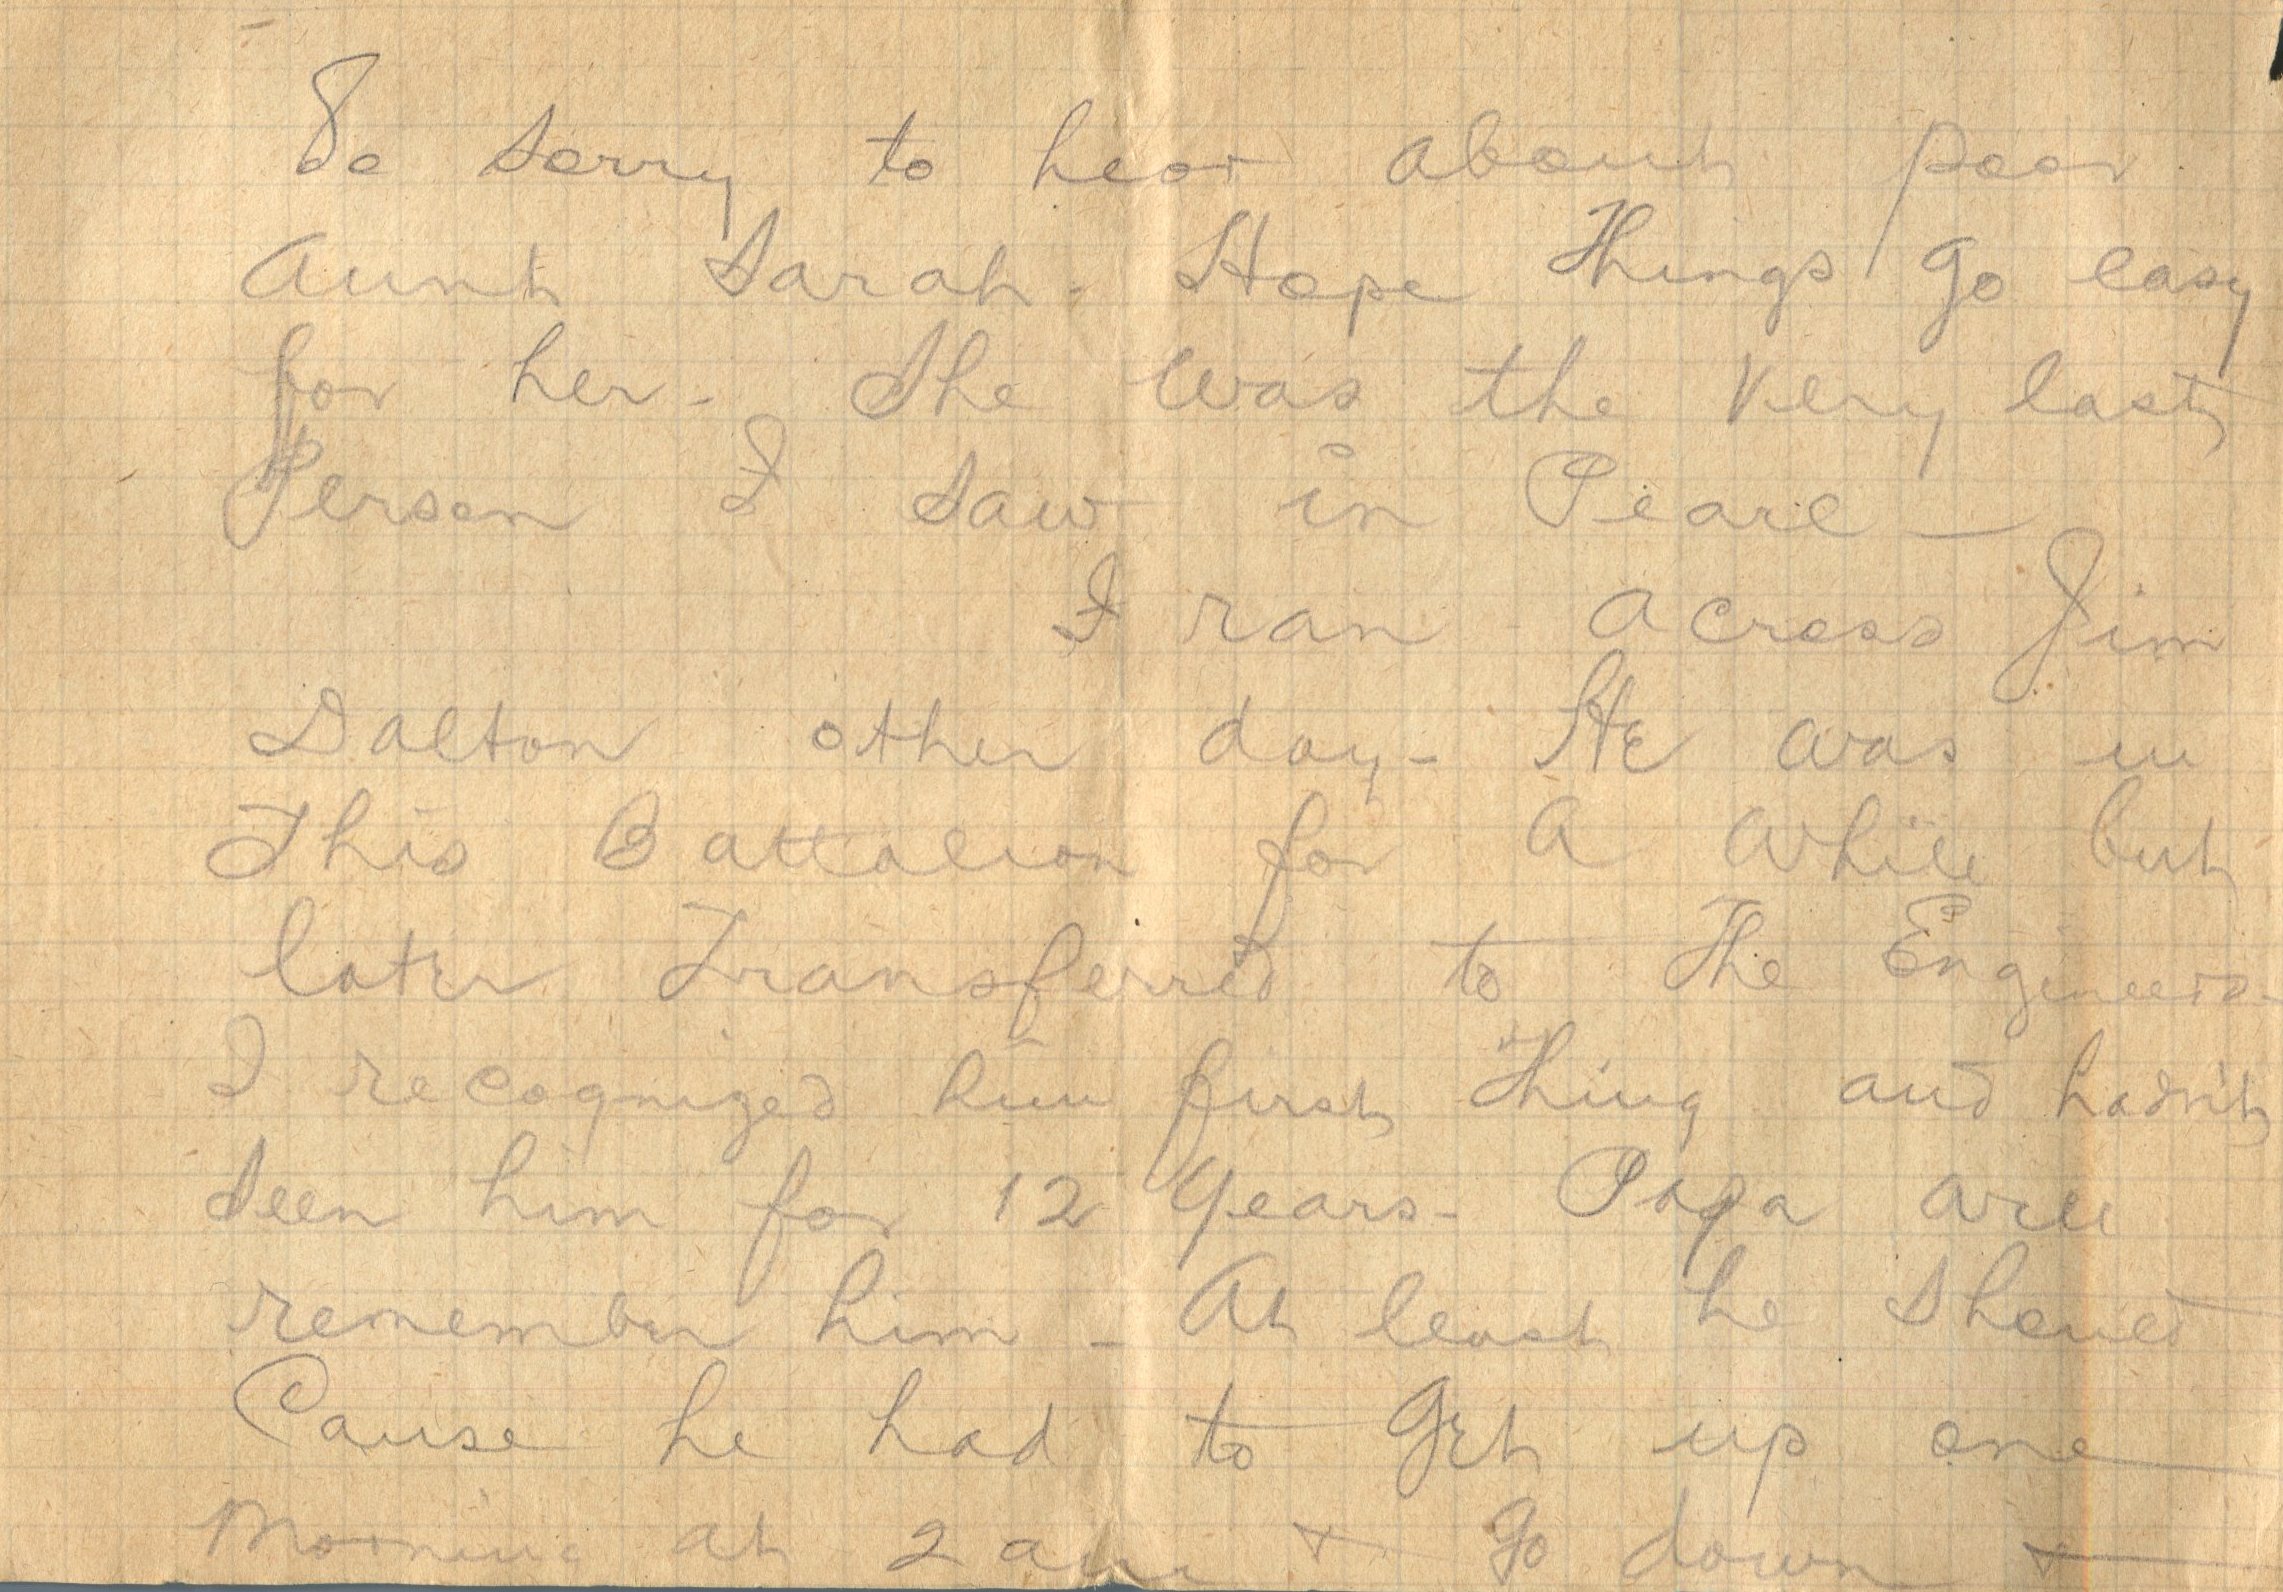 So sorry to hear about poor
Aunt Sarah - Hope Things go easy
for her - She was the very last
Person I saw in Pearl -
I ran across Jim
Dalton other day - He was in
This Battalion for A while but
later Transferred to The Engineers -
I recognized him first Thing and hadn't
Seen him for 12 years - Papa will
remember him - At least he Should
Cause he had to get up one
Morning at 2 am + go down +